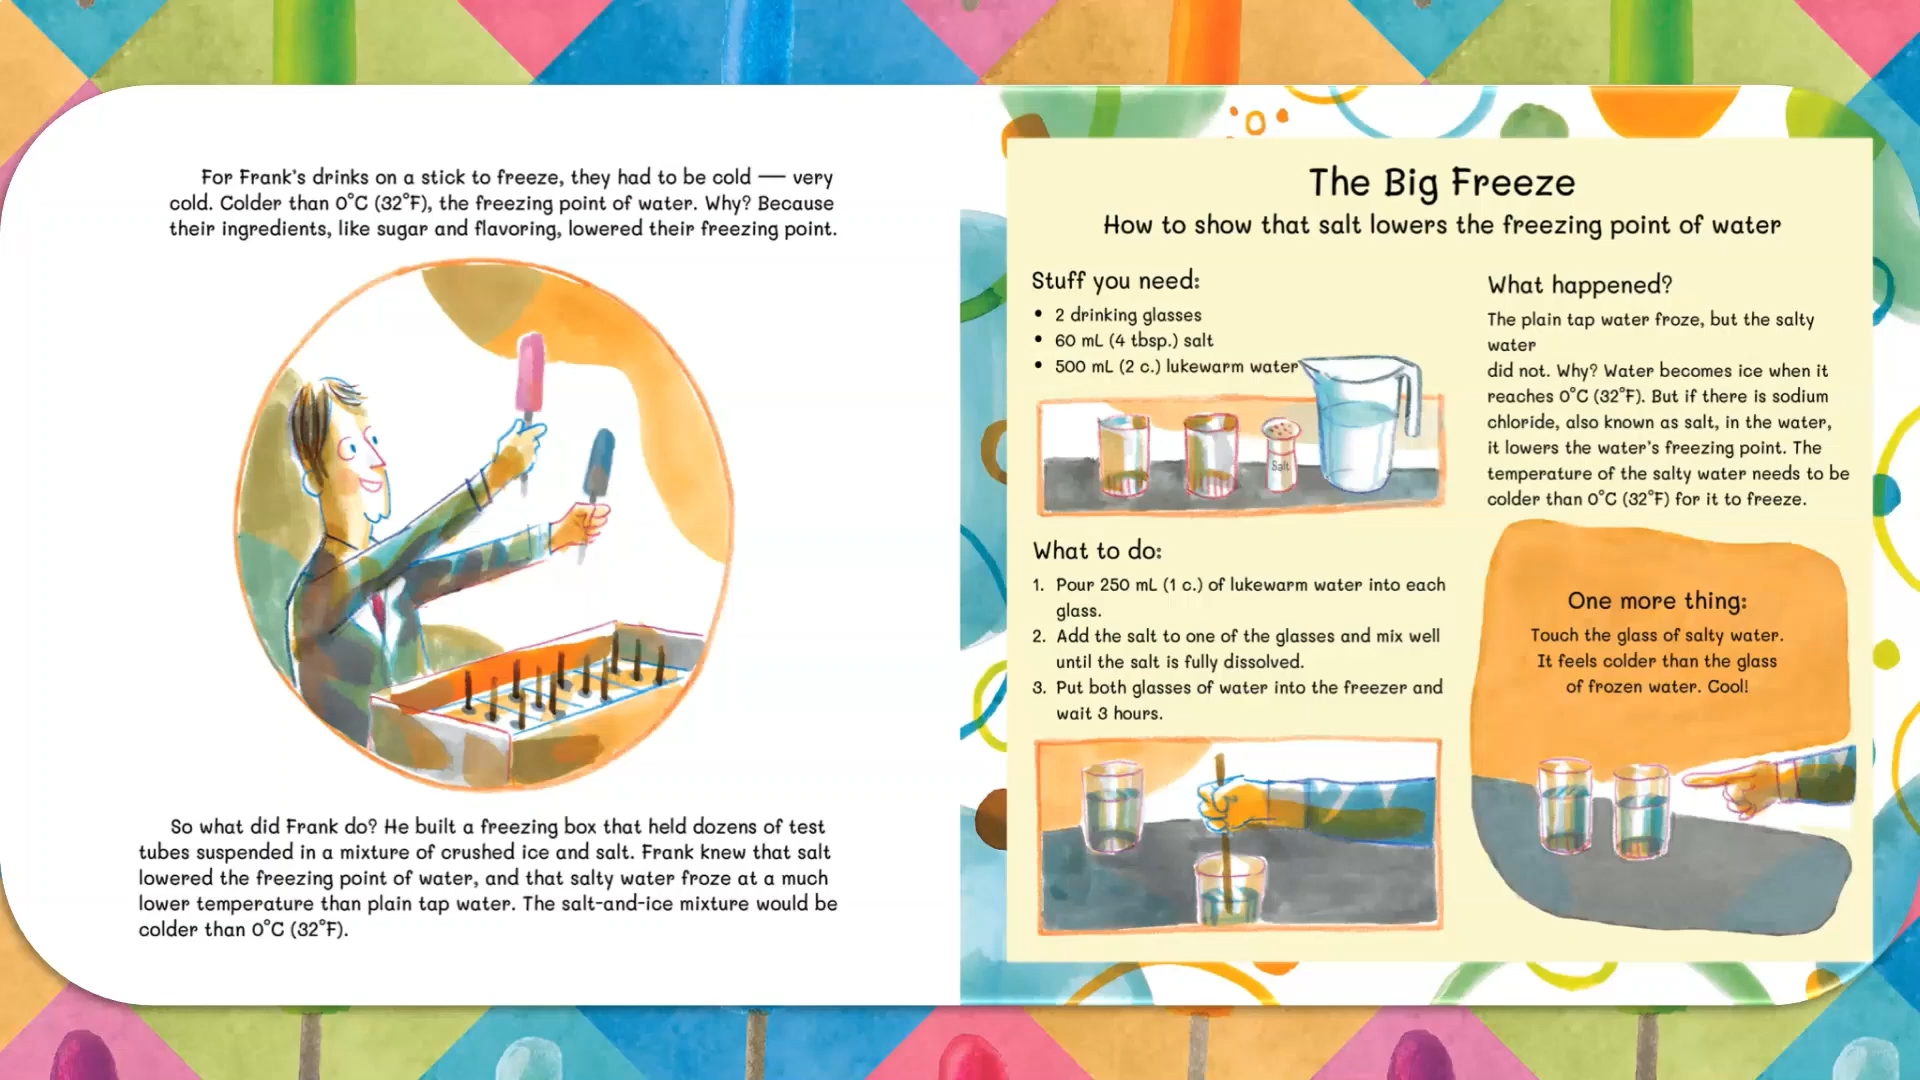 For Frank's drinks on a stick to freeze, they had to be cold — very
cold. Colder than 0°C (32°F), the freezing point of water. Why? Because
their ingredients, like sugar and flavoring, lowered their freezing point.
So what did Frank do? He built a freezing box that held dozens of test
tubes suspended in a mixture of crushed ice and salt. Frank knew that salt
lowered the freezing point of water, and that salty water froze at a much
lower temperature than plain tap water. The salt-and-ice mixture would be
colder than 0°C (32°F).
The Big Freeze
How to show that salt lowers the freezing point of water
Stuff you need:
• 2 drinking glasses
• 60 mL (4 tbsp.) salt
• 500 mL (2 c.) lukewarm water
Salt
What to do:
1. Pour 250 mL (1 c.) of lukewarm water into each
glass.
2. Add the salt to one of the glasses and mix well
until the salt is fully dissolved.
3. Put both glasses of water into the freezer and
wait 3 hours.
What happened?
The plain tap water froze, but the salty
water
did not. Why? Water becomes ice when it
reaches 0°C (32°F). But if there is sodium
chloride, also known as salt, in the water,
it lowers the water's freezing point. The
temperature of the salty water needs to be
colder than 0°C (32°F) for it to freeze.
One more thing:
Touch the glass of salty water.
It feels colder than the glass
of frozen water. Cool!